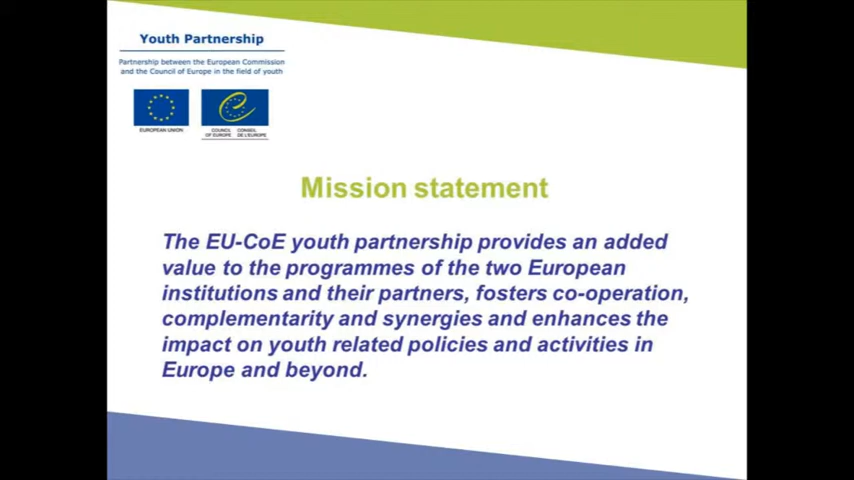 Youth Partnership
Partnership between the European Commission
and the Council of Europe in the field of youth
EUROPEAN UNION
COUNCIL CONSEIL
OF EUROPE DE L'EUROPE
Mission statement
The EU-CoE youth partnership provides an added
value to the programmes of the two European
institutions and their partners, fosters co-operation,
complementarity and synergies and enhances the
impact on youth related policies and activities in
Europe and beyond.